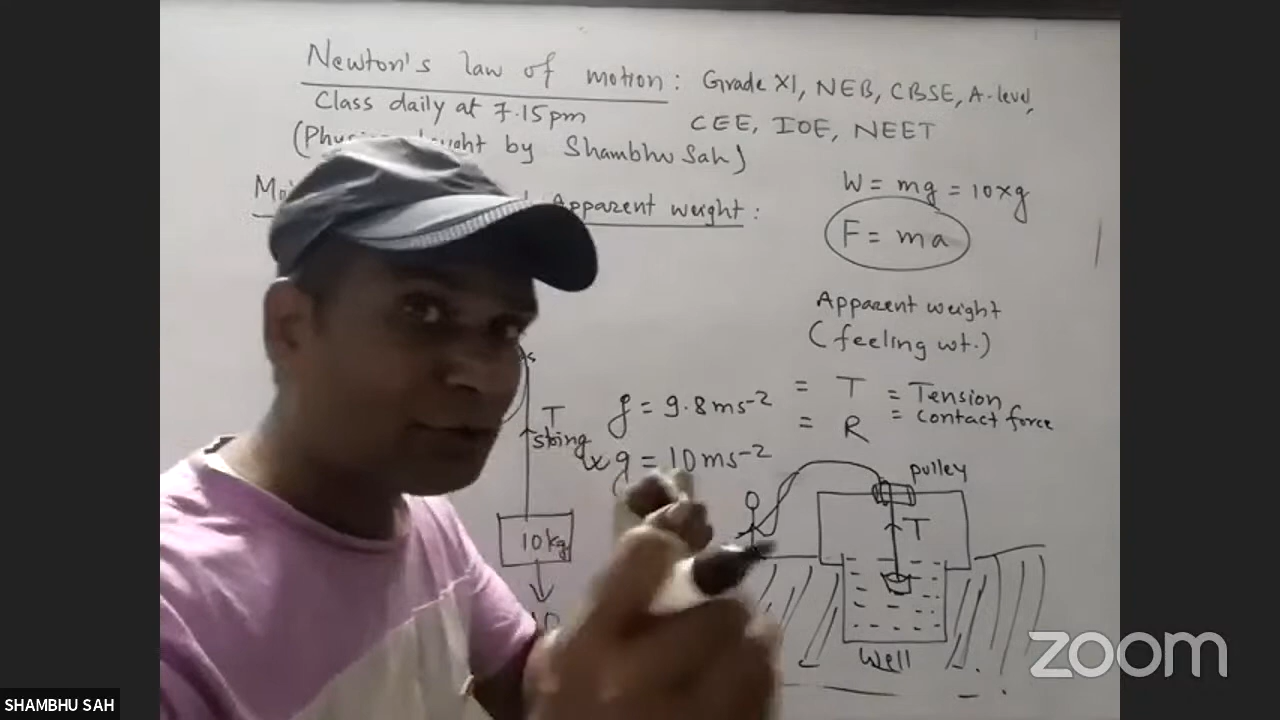 Newton's law of motion : Grade XI, NEB, CBSE, A-level,
Class daily at 7.15pm
CEE, IOE, NEET
by Shambhu Sah)
Apparent weight :
W = mg = 10×g
F = ma
Apparent weight
(feeling wt.)
g = 9.8 ms-2
= T = Tension
= R = Contact force
g = 10 ms-2
T
string
10kg
pulley
T
Well
zoom
SHAMBHU SAH